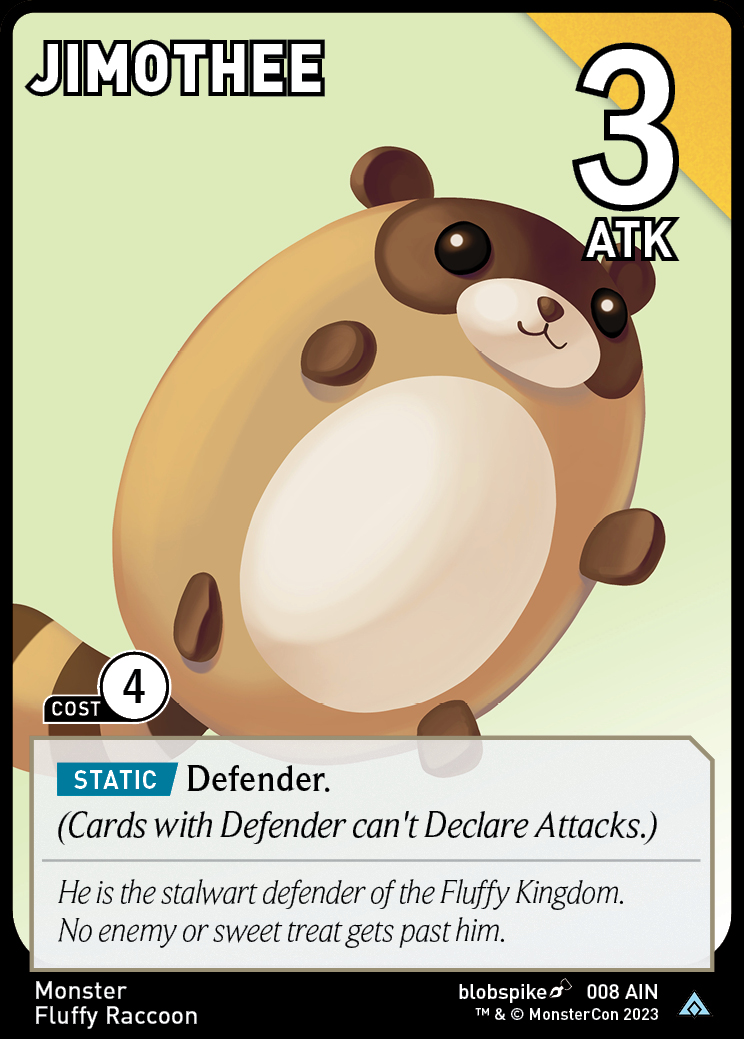 JIMOTHEE
3
ATK
COST 4
STATIC Defender.
(Cards with Defender can't Declare Attacks.)
He is the stalwart defender of the Fluffy Kingdom.
No enemy or sweet treat gets past him.
Monster
Fluffy Raccoon
blobspike 008 AIN
™ & © MonsterCon 2023